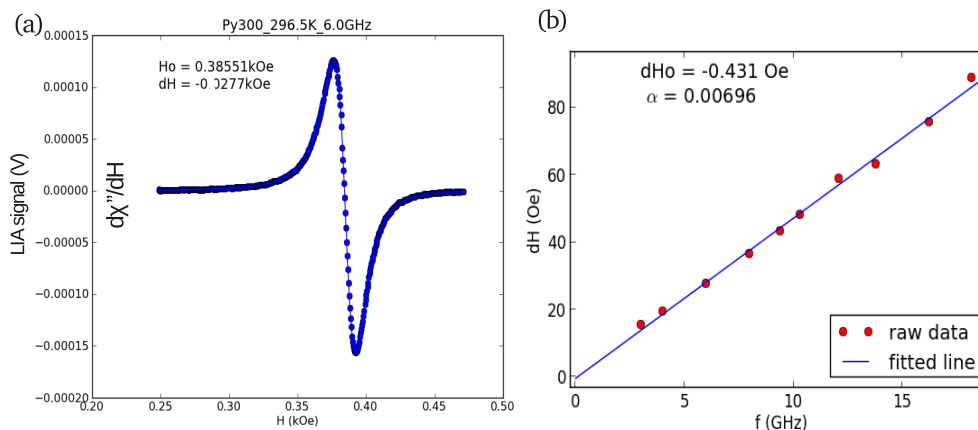 (a)
Py300_296.5K_6.0GHz
Ho = 0.38551kOe
dH = -0.0277kOe
0.00015
0.00010
0.00005
0.00000
−0.00005
−0.00010
−0.00015
−0.00020
LIA signal (V)
dχ”/dH
0.20 0.25 0.30 0.35 0.40 0.45 0.50
H (kOe)
(b)
dHo = -0.431 Oe
α = 0.00696
80
60
40
20
0
dH (Oe)
raw data
fitted line
0 5 10 15
f (GHz)